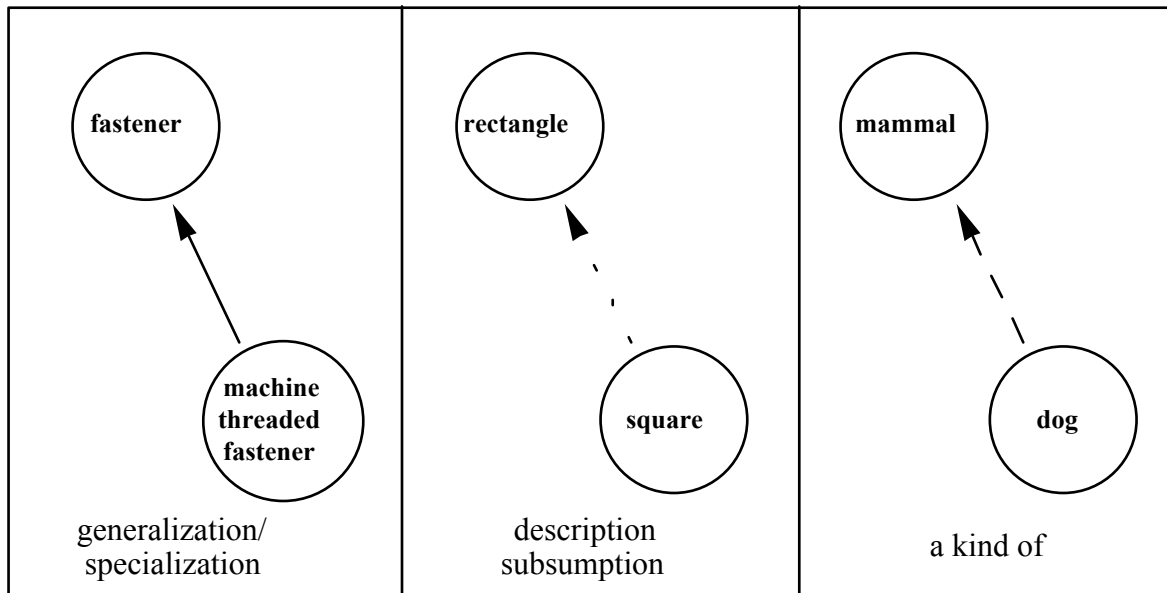 fastener
machine
threaded
fastener
generalization/
specialization
rectangle
square
description
subsumption
mammal
dog
a kind of